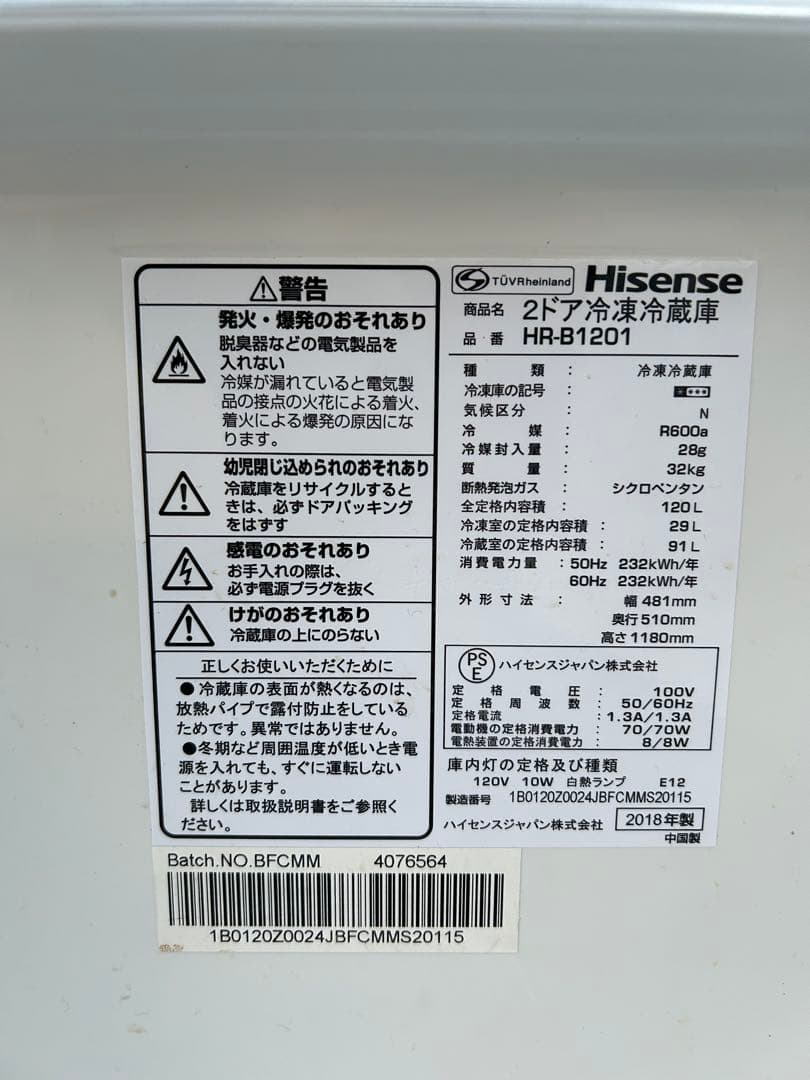 ⚠警告
発火・爆発のおそれあり
脱臭器などの電気製品を
入れない
冷媒が漏れていると電気製
品の接点の火花による着火、
着火による爆発の原因にな
ります。
幼児閉じ込められのおそれあり
冷蔵庫をリサイクルすると
きは、必ずドアパッキング
をはずす
感電のおそれあり
お手入れの際は、
必ず電源プラグを抜く
けがのおそれあり
冷蔵庫の上にのらない
正しくお使いいただくために
●冷蔵庫の表面が熱くなるのは、
放熱パイプで露付防止をしている
ためです。異常ではありません。
●冬期など周囲温度が低いとき電
源を入れても、すぐに運転しない
ことがあります。
詳しくは取扱説明書をご参照く
ださい。
TÜVRheinland Hisense
商品名 2ドア冷凍冷蔵庫
品番 HR-B1201
種類： 冷凍冷蔵庫
冷凍庫の記号：
気候区分： N
冷媒： R600a
冷媒封入量： 28g
質量： 32kg
断熱発泡ガス： シクロペンタン
全定格内容積： 120L
冷凍室の定格内容積： 29L
冷蔵室の定格内容積： 91L
消費電力量：50Hz 232kWh/年
60Hz 232kWh/年
外形寸法： 幅 481mm
奥行 510mm
高さ 1180mm
PSE ハイセンスジャパン株式会社
定格電圧： 100V
定格周波数： 50/60Hz
定格電流：1.3A/1.3A
電動機の定格消費電力： 70/70W
電熱装置の定格消費電力： 8/8W
庫内灯の定格及び種類
120V 10W 白熱ランプ E12
製造番号 1B0120Z0024JBFCMMS20115
ハイセンスジャパン株式会社 2018年製
中国製
Batch.NO.BFCMM 4076564
1B0120Z0024JBFCMMS20115